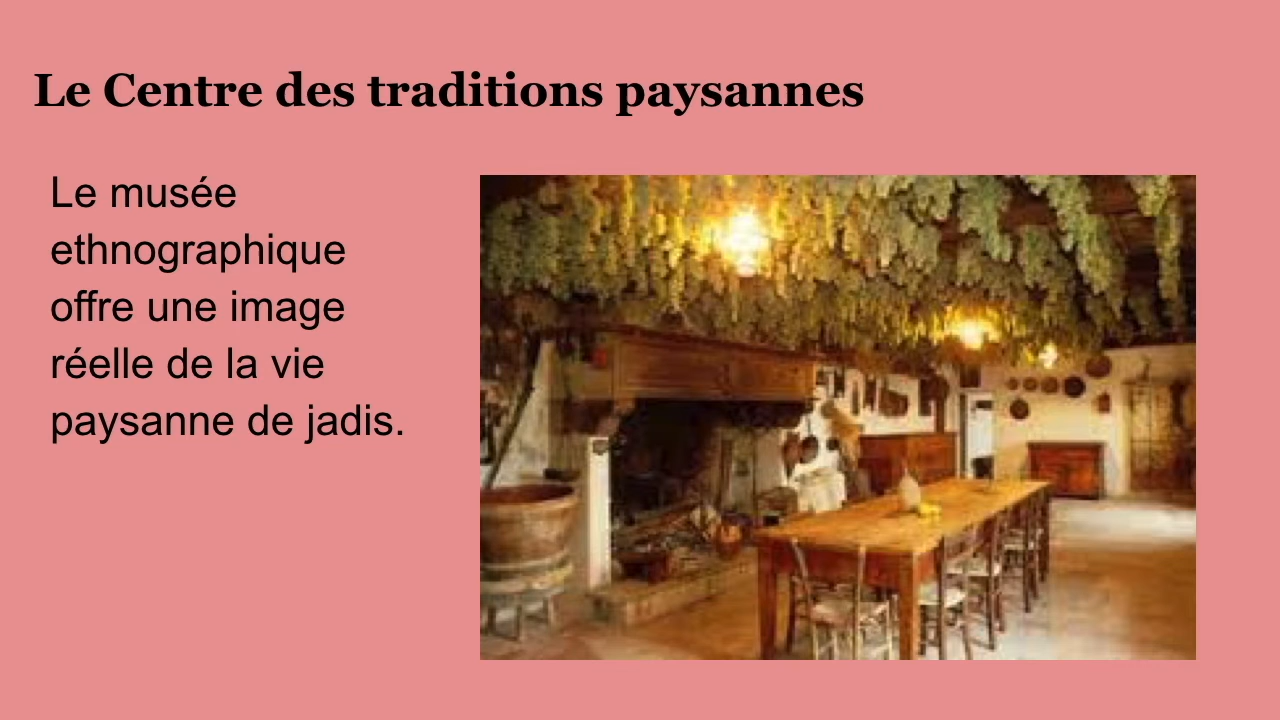 Le Centre des traditions paysannes
Le musée
ethnographique
offre une image
réelle de la vie
paysanne de jadis.